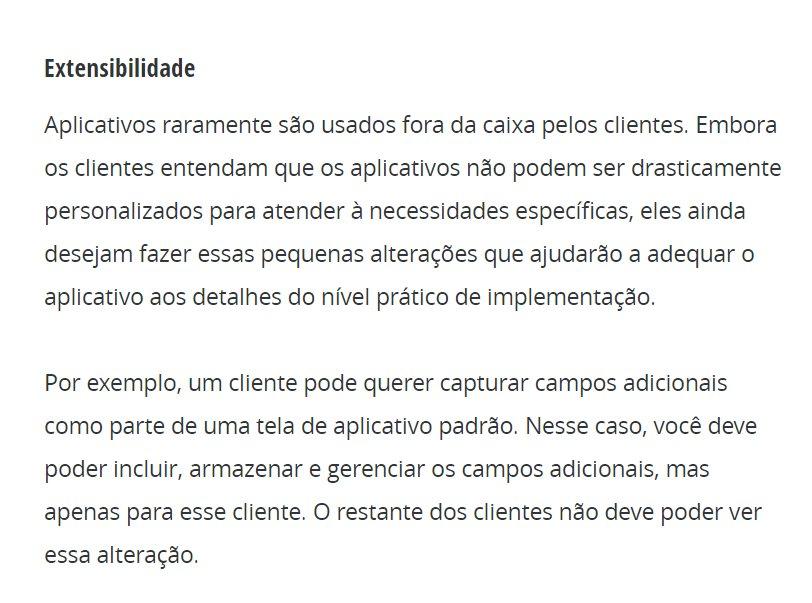 Extensibilidade
Aplicativos raramente são usados fora da caixa pelos clientes. Embora
os clientes entendam que os aplicativos não podem ser drasticamente
personalizados para atender à necessidades específicas, eles ainda
desejam fazer essas pequenas alterações que ajudarão a adequar o
aplicativo aos detalhes do nível prático de implementação.
Por exemplo, um cliente pode querer capturar campos adicionais
como parte de uma tela de aplicativo padrão. Nesse caso, você deve
poder incluir, armazenar e gerenciar os campos adicionais, mas
apenas para esse cliente. O restante dos clientes não deve poder ver
essa alteração.